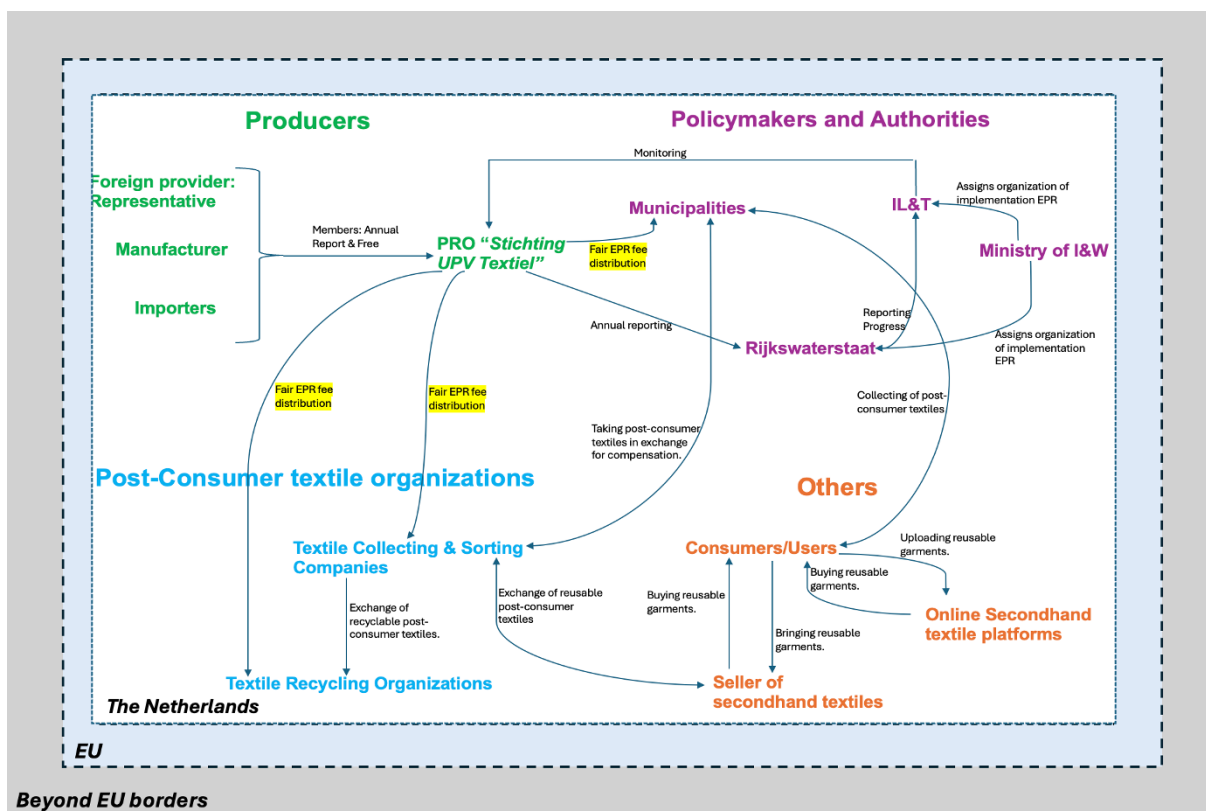 Producers
Policymakers and Authorities
Monitoring
Foreign provider:
Representative
Assigns organization of
implementation EPR
Municipalities
IL&T
Members: Annual
Report & Free
Manufacturer
PRO “Stichting
UPV Textiel”
Fair EPR fee
distribution
Ministry of I&W
Importers
Annual reporting
Reporting
Progress
Rijkswaterstaat
Assigns organization
of implementation
EPR
Fair EPR fee
distribution
Fair EPR fee
distribution
Collecting of post-
consumer textiles
Taking post-consumer
textiles in exchange
for compensation.
Post-Consumer textile organizations
Others
Textile Collecting & Sorting
Companies
Consumers/Users
Uploading reusable
garments.
Buying reusable
garments.
Exchange of
recyclable post-
consumer textiles.
Exchange of reusable
post-consumer
textiles
Buying reusable
garments.
Online Secondhand
textile platforms
Bringing reusable
garments.
Textile Recycling Organizations
Seller of
secondhand textiles
The Netherlands
EU
Beyond EU borders